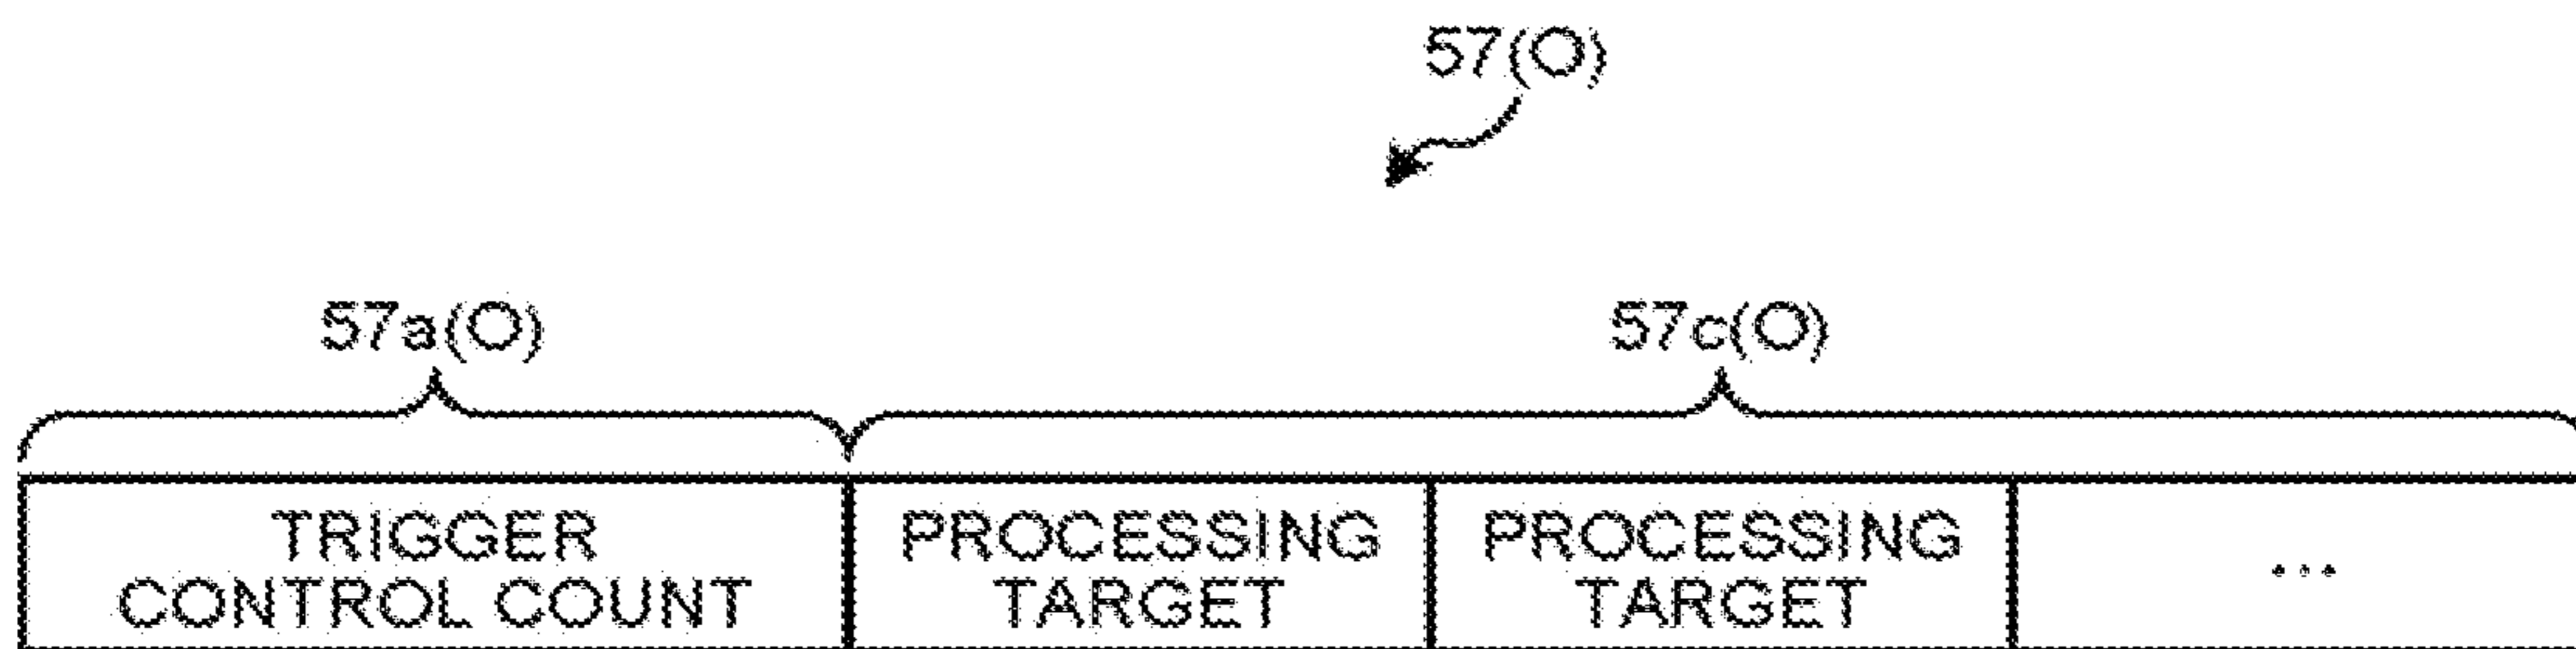 57(O)
57a(O)
57c(O)
TRIGGER
CONTROL COUNT
PROCESSING
TARGET
PROCESSING
TARGET
...